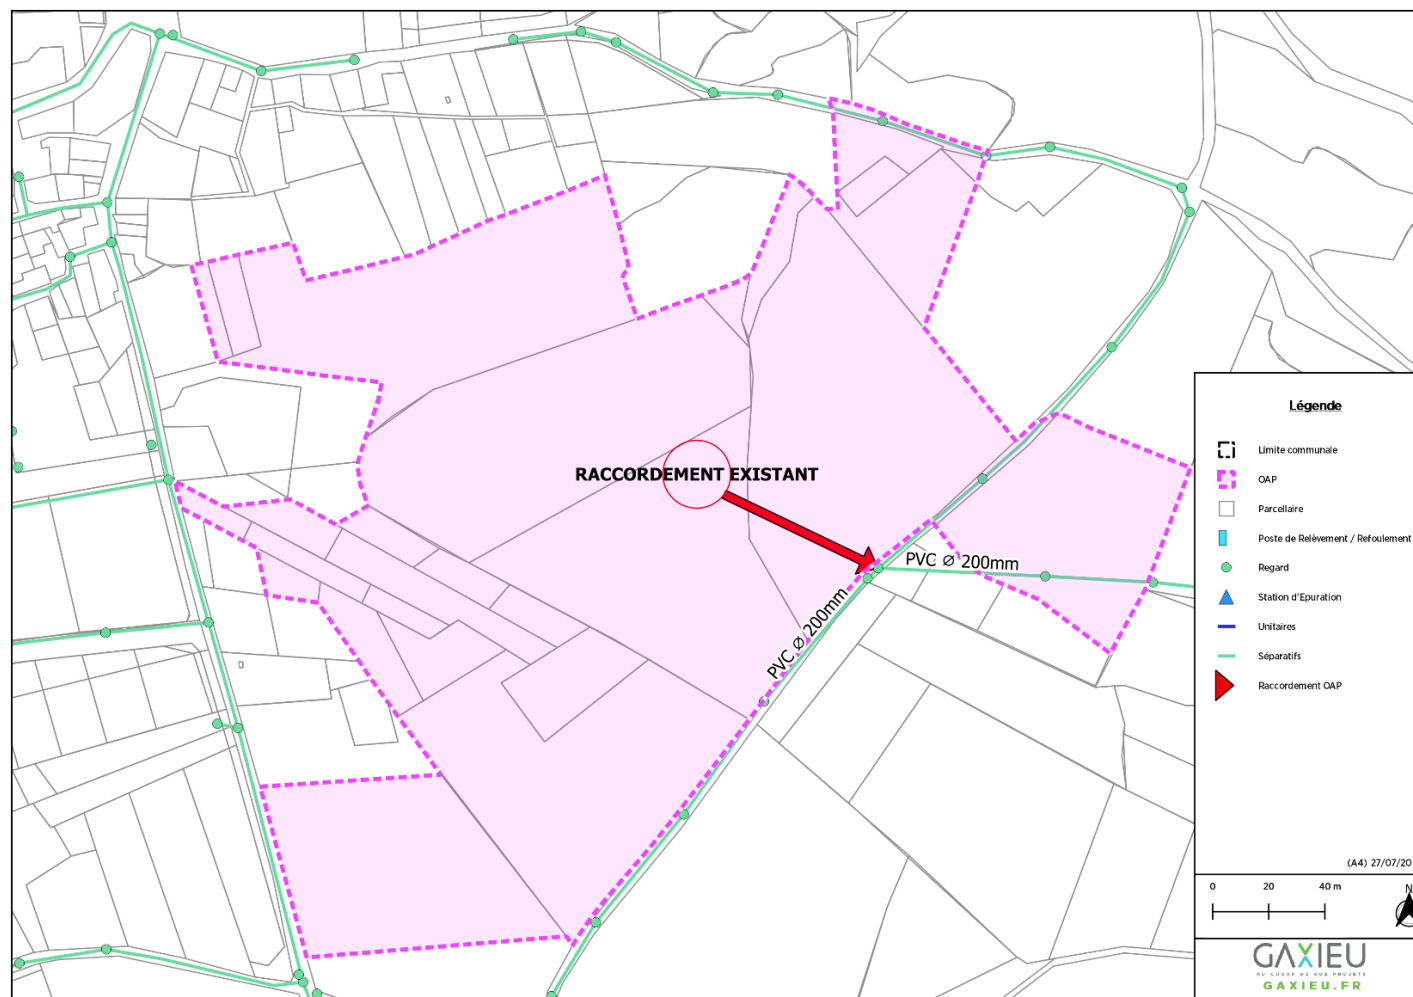 RACCORDEMENT EXISTANT
PVC Ø 200mm
PVC Ø 200mm
Légende
Limite communale
OAP
Parcellaire
Poste de Relèvement / Refoulement
Regard
Station d'Epuration
Unitaires
Séparatifs
Raccordement OAP
(A4) 27/07/20
0 20 40 m
N
GAXIEU
AU COEUR DE VOS PROJETS
GAXIEU.FR